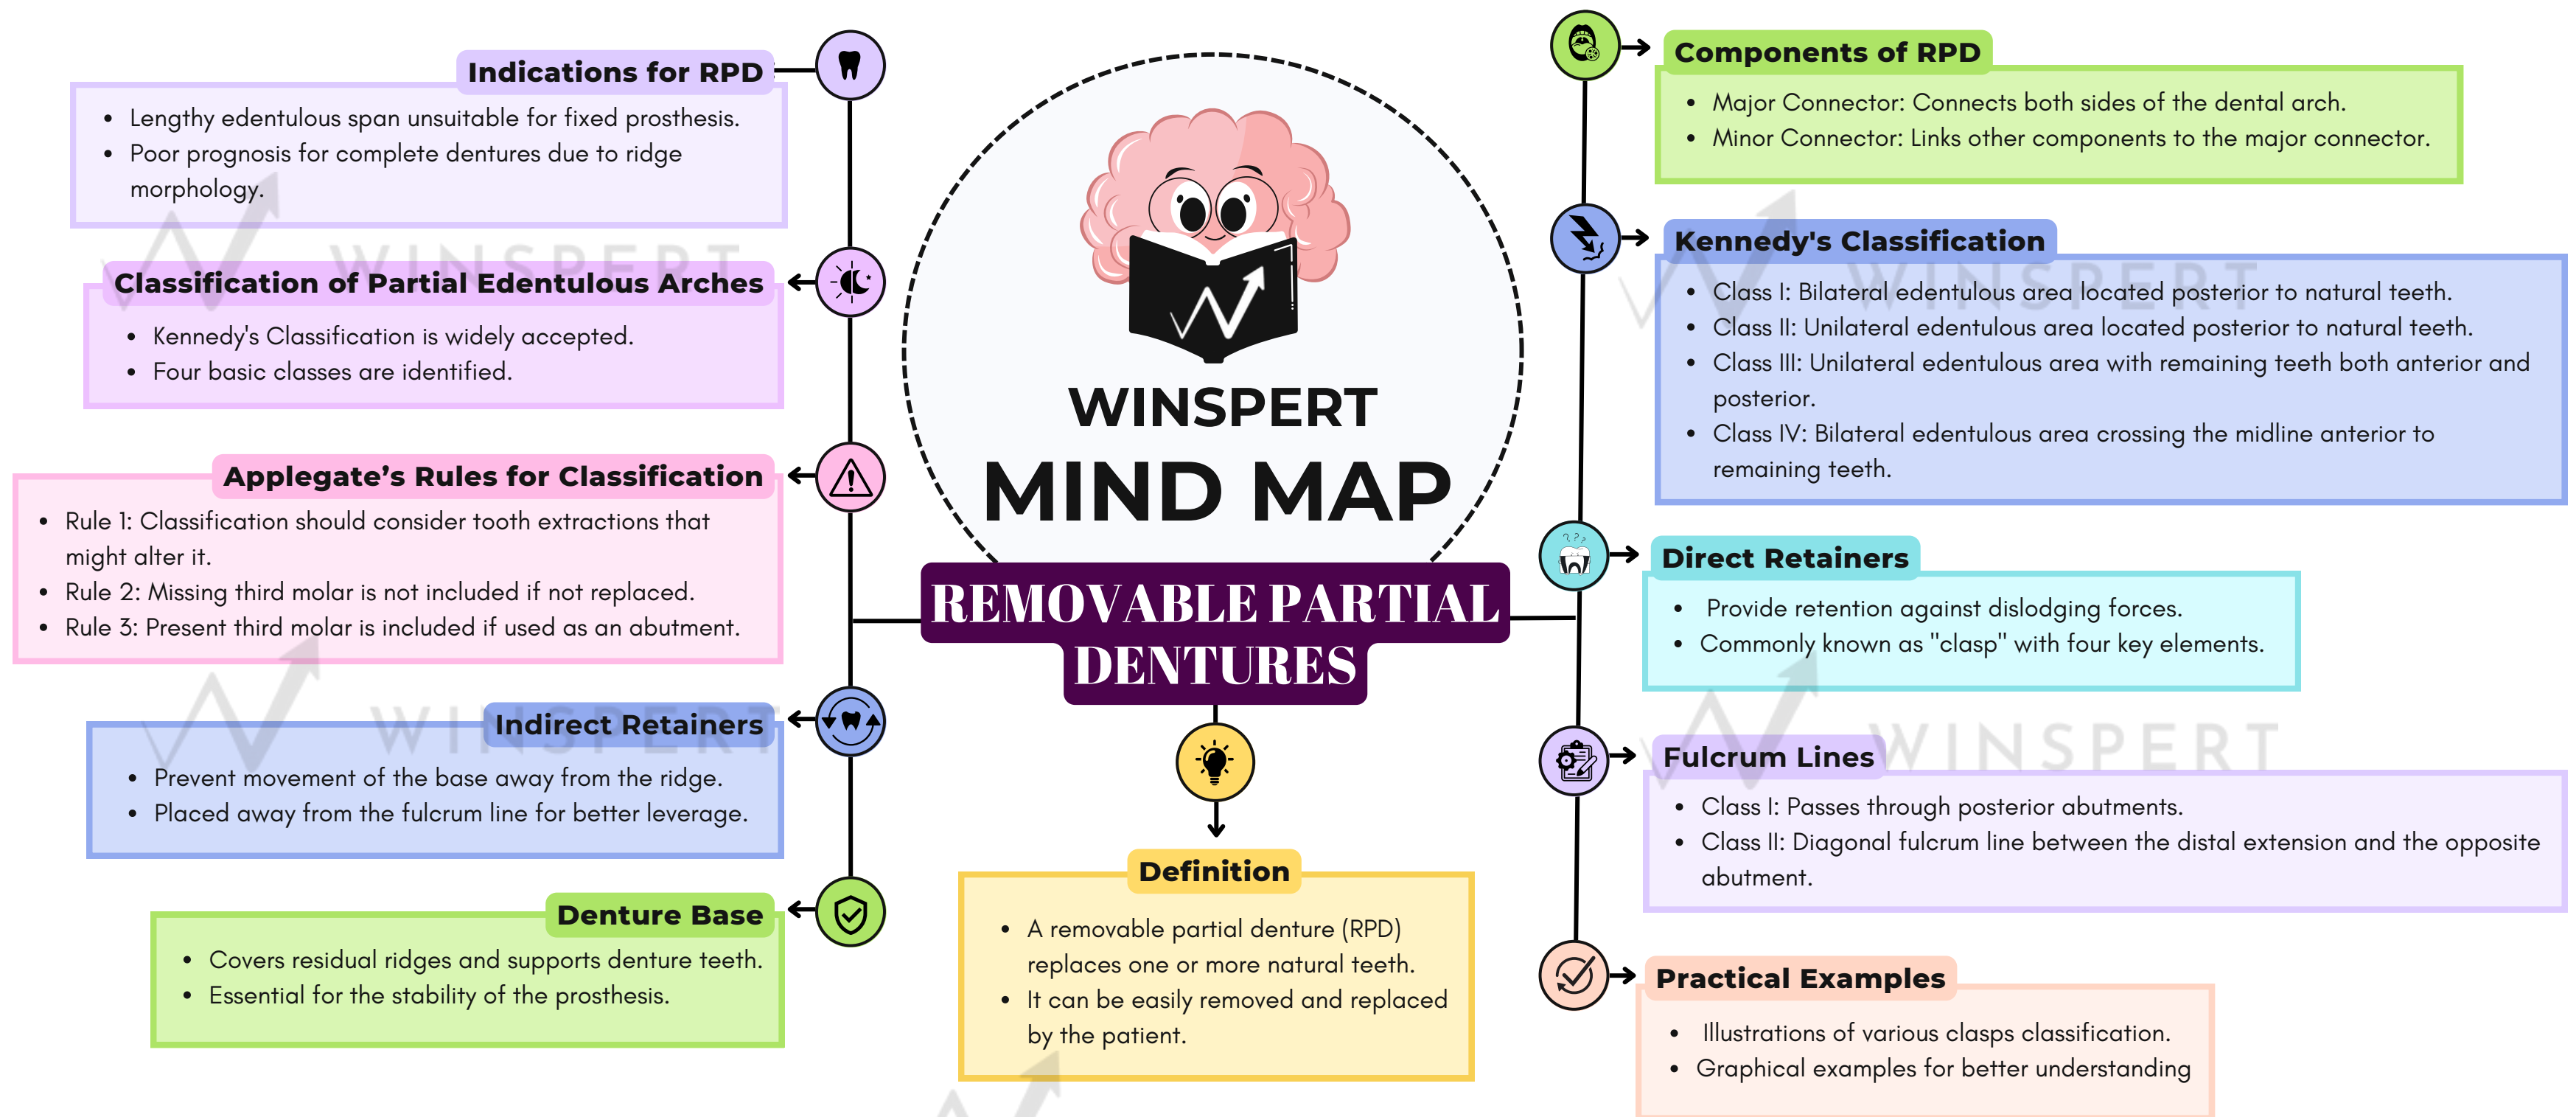 WINSPERT
MIND MAP
REMOVABLE PARTIAL
DENTURES
Definition
• A removable partial denture (RPD)
replaces one or more natural teeth.
• It can be easily removed and replaced
by the patient.
Indications for RPD
• Lengthy edentulous span unsuitable for fixed prosthesis.
• Poor prognosis for complete dentures due to ridge
morphology.
WINSPERT
Classification of Partial Edentulous Arches
• Kennedy's Classification is widely accepted.
• Four basic classes are identified.
Applegate’s Rules for Classification
• Rule 1: Classification should consider tooth extractions that
might alter it.
• Rule 2: Missing third molar is not included if not replaced.
• Rule 3: Present third molar is included if used as an abutment.
WINSPERT
Indirect Retainers
• Prevent movement of the base away from the ridge.
• Placed away from the fulcrum line for better leverage.
Denture Base
• Covers residual ridges and supports denture teeth.
• Essential for the stability of the prosthesis.
Components of RPD
• Major Connector: Connects both sides of the dental arch.
• Minor Connector: Links other components to the major connector.
Kennedy's Classification
WINSPERT
• Class I: Bilateral edentulous area located posterior to natural teeth.
• Class II: Unilateral edentulous area located posterior to natural teeth.
• Class III: Unilateral edentulous area with remaining teeth both anterior and
posterior.
• Class IV: Bilateral edentulous area crossing the midline anterior to
remaining teeth.
Direct Retainers
• Provide retention against dislodging forces.
• Commonly known as "clasp" with four key elements.
WINSPERT
Fulcrum Lines
• Class I: Passes through posterior abutments.
• Class II: Diagonal fulcrum line between the distal extension and the opposite
abutment.
Practical Examples
• Illustrations of various clasps classification.
• Graphical examples for better understanding